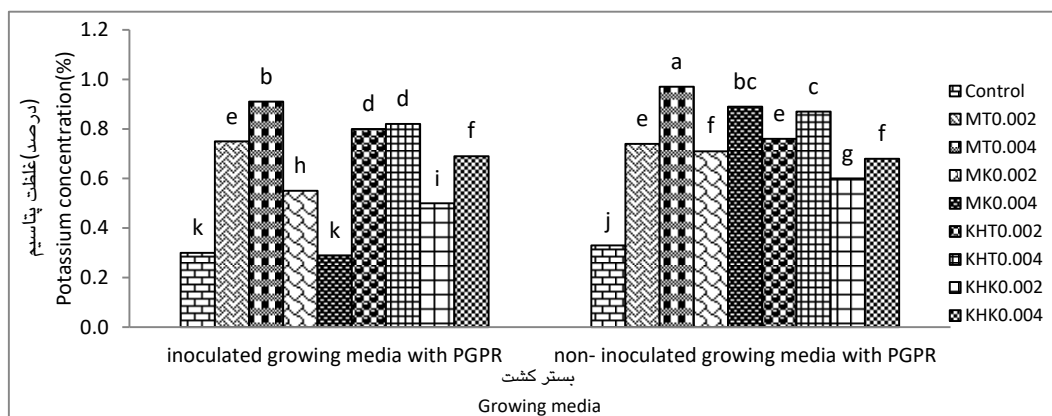 غلظت پتاسیم(درصد)
Potassium concentration(%)
1.2
1.0
0.8
0.6
0.4
0.2
0.0
k
e
b
h
k
d
d
i
f
j
e
a
f
bc
e
c
g
f
Control
MT0.002
MT0.004
MK0.002
MK0.004
KHT0.002
KHT0.004
KHK0.002
KHK0.004
inoculated growing media with PGPR
non- inoculated growing media with PGPR
بستر کشت
Growing media